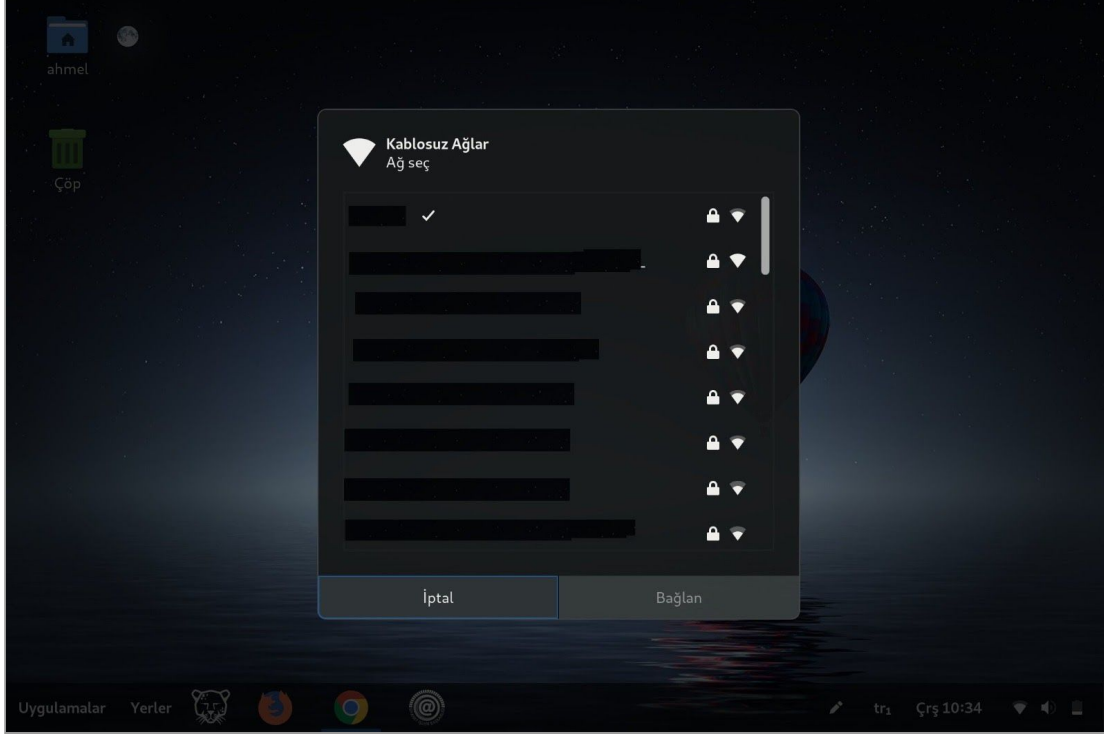 ahmel
Çöp
Kablosuz Ağlar
Ağ seç
İptal
Bağlan
Uygulamalar Yerler
tr₁ Çrş 10:34